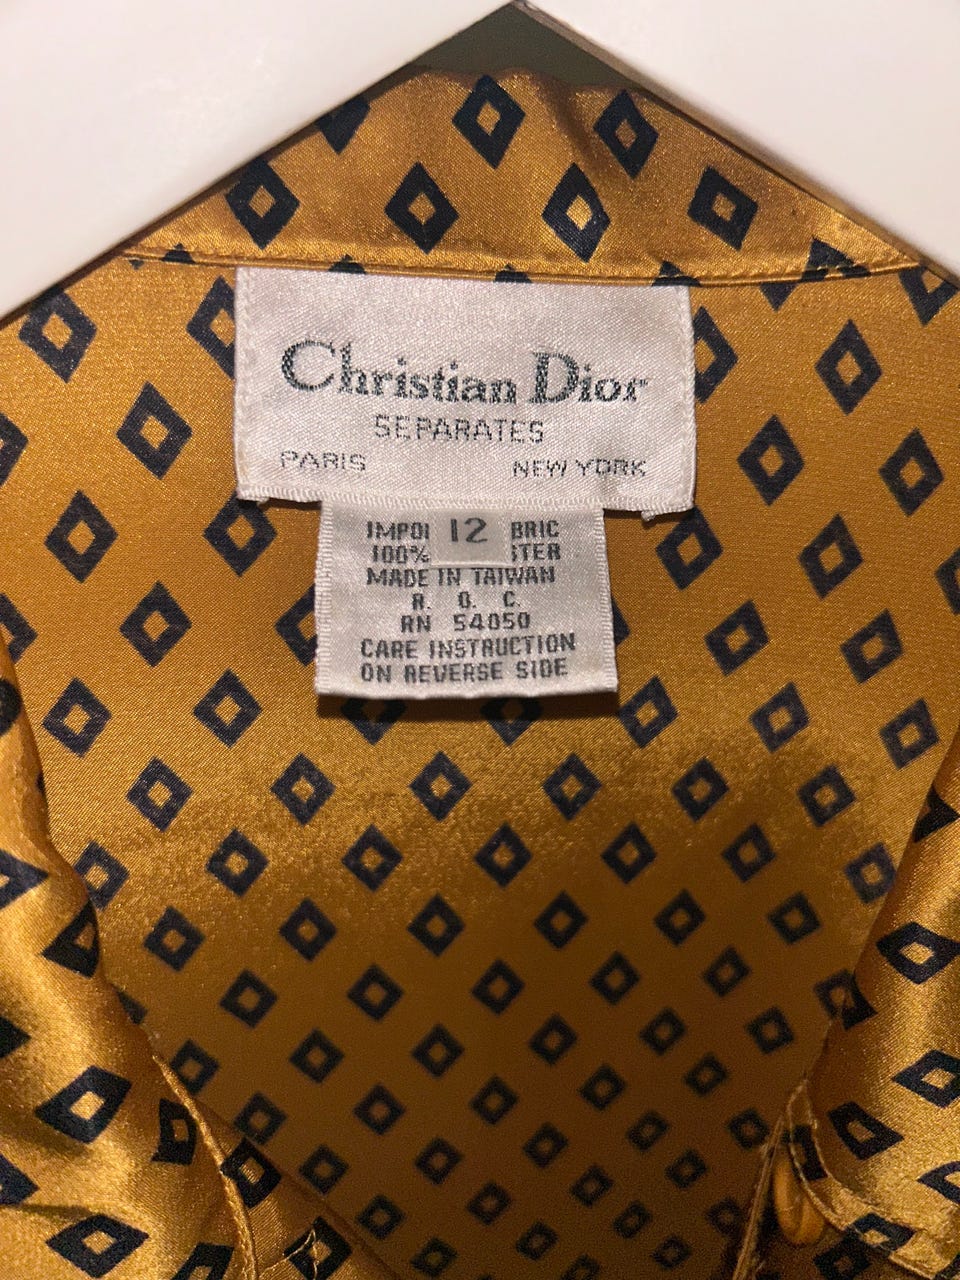 Christian Dior
SEPARATES
PARIS NEW YORK
12
100%
MADE IN TAIWAN
R. O. C.
RN 54050
CARE INSTRUCTION
ON REVERSE SIDE